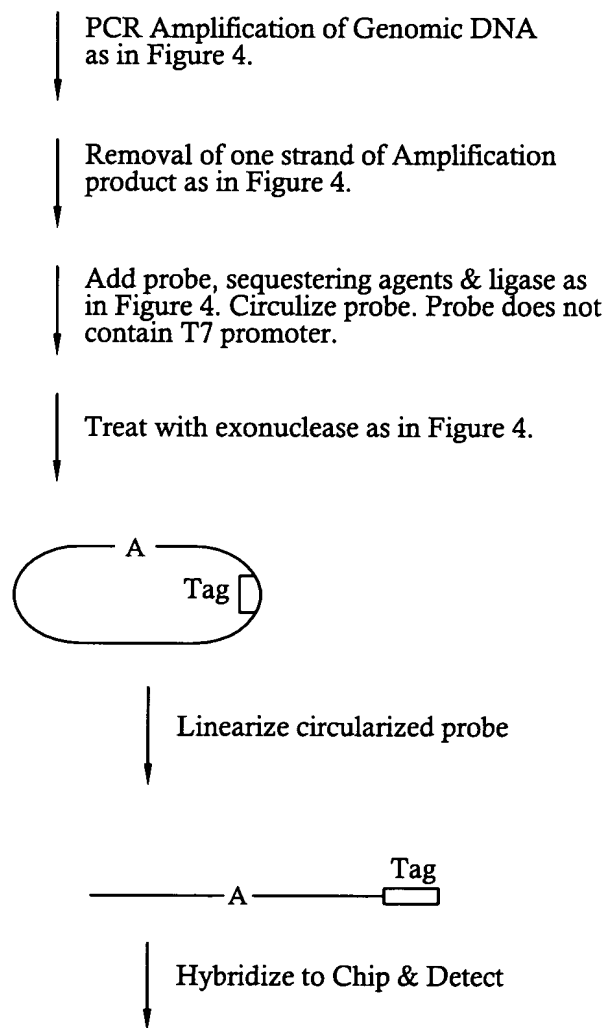 PCR Amplification of Genomic DNA
as in Figure 4.
Removal of one strand of Amplification
product as in Figure 4.
Add probe, sequestering agents & ligase as
in Figure 4. Circulize probe. Probe does not
contain T7 promoter.
Treat with exonuclease as in Figure 4.
A
Tag
Linearize circularized probe
Tag
A
Hybridize to Chip & Detect